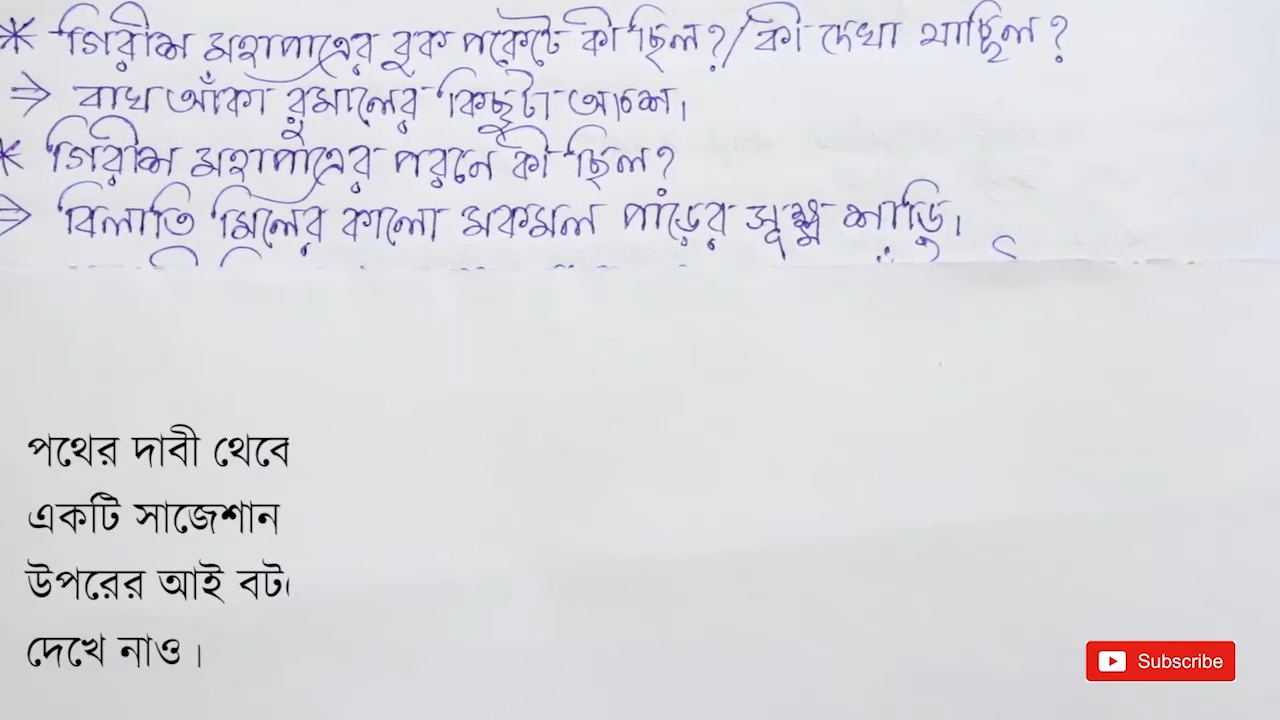 * গিরীশ মহাপাত্রের বুক পকেটে কী ছিল?/কী দেখা যাচ্ছিল?
⇒ বাঘ আঁকা রুমালের কিছুটা অংশ।
* গিরীশ মহাপাত্রের পরনে কী ছিল?
⇒ বিলাতি মিলের কালো মকমল পাঁড়ের সূক্ষ্ম শাড়ি।
পথের দাবী থেকে
একটি সাজেশান
উপরের আই বটা
দেখে নাও।
Subscribe